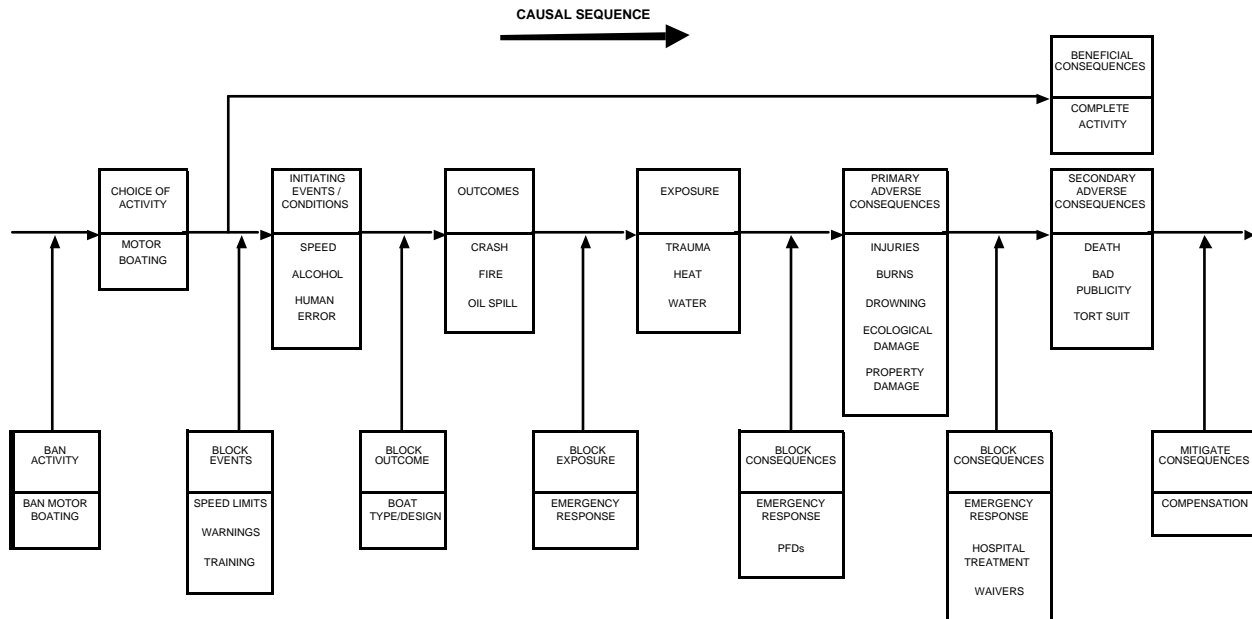 CAUSAL SEQUENCE
BENEFICIAL
CONSEQUENCES
COMPLETE
ACTIVITY
CHOICE OF
ACTIVITY
MOTOR
BOATING
INITIATING
EVENTS /
CONDITIONS
SPEED
ALCOHOL
HUMAN
ERROR
OUTCOMES
CRASH
FIRE
OIL SPILL
EXPOSURE
TRAUMA
HEAT
WATER
PRIMARY
ADVERSE
CONSEQUENCES
INJURIES
BURNS
DROWNING
ECOLOGICAL
DAMAGE
PROPERTY
DAMAGE
SECONDARY
ADVERSE
CONSEQUENCES
DEATH
BAD
PUBLICITY
TORT SUIT
BAN
ACTIVITY
BAN MOTOR
BOATING
BLOCK
EVENTS
SPEED LIMITS
WARNINGS
TRAINING
BLOCK
OUTCOME
BOAT
TYPE/DESIGN
BLOCK
EXPOSURE
EMERGENCY
RESPONSE
BLOCK
CONSEQUENCES
EMERGENCY
RESPONSE
PFDs
BLOCK
CONSEQUENCES
EMERGENCY
RESPONSE
HOSPITAL
TREATMENT
WAIVERS
MITIGATE
CONSEQUENCES
COMPENSATION